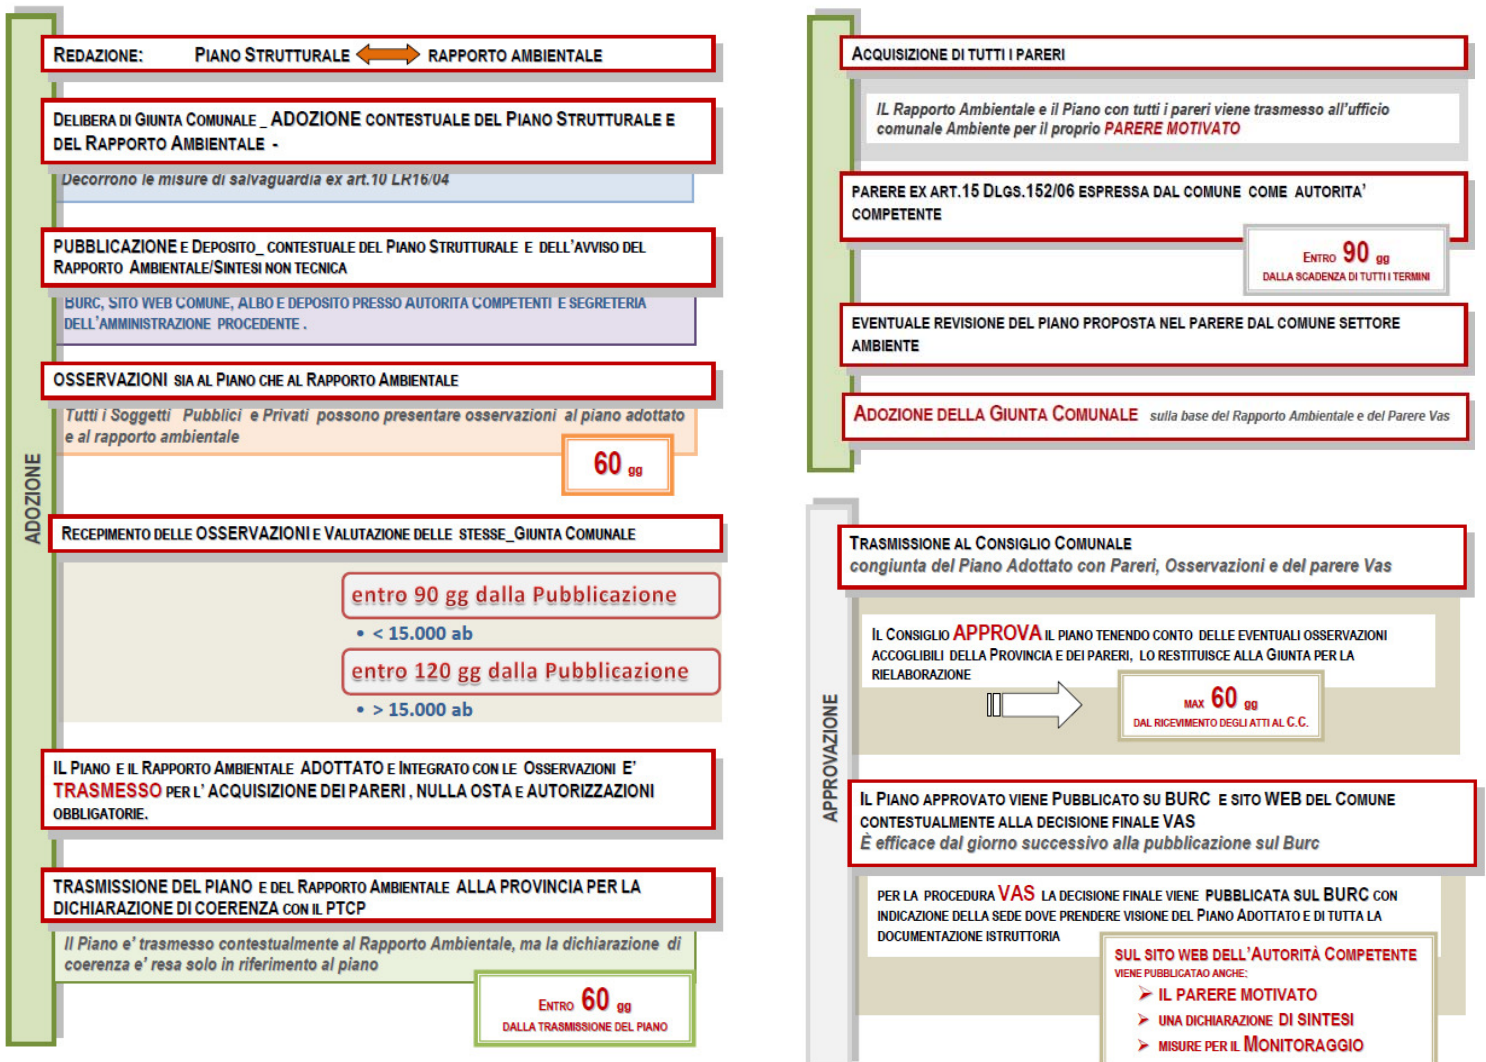 REDAZIONE: PIANO STRUTTURALE RAPPORTO AMBIENTALE
DELIBERA DI GIUNTA COMUNALE _ ADOZIONE CONTESTUALE DEL PIANO STRUTTURALE E
DEL RAPPORTO AMBIENTALE -
Decorrono le misure di salvaguardia ex art.10 LR16/04
PUBBLICAZIONE E DEPOSITO_ CONTESTUALE DEL PIANO STRUTTURALE E DELL'AVVISO DEL
RAPPORTO AMBIENTALE/SINTESI NON TECNICA
BURC, SITO WEB COMUNE, ALBO E DEPOSITO PRESSO AUTORITA COMPETENTI E SEGRETERIA
DELL'AMMINISTRAZIONE PROCEDENTE .
OSSERVAZIONI SIA AL PIANO CHE AL RAPPORTO AMBIENTALE
Tutti i Soggetti Pubblici e Privati possono presentare osservazioni al piano adottato
e al rapporto ambientale
60 gg
ADOZIONE
RECEPIMENTO DELLE OSSERVAZIONI E VALUTAZIONE DELLE STESSE_GIUNTA COMUNALE
entro 90 gg dalla Pubblicazione
• < 15.000 ab
entro 120 gg dalla Pubblicazione
• > 15.000 ab
IL PIANO E IL RAPPORTO AMBIENTALE ADOTTATO E INTEGRATO CON LE OSSERVAZIONI E'
TRASMESSO PER L' ACQUISIZIONE DEI PARERI , NULLA OSTA E AUTORIZZAZIONI
OBBLIGATORIE.
TRASMISSIONE DEL PIANO E DEL RAPPORTO AMBIENTALE ALLA PROVINCIA PER LA
DICHIARAZIONE DI COERENZA CON IL PTCP
Il Piano e' trasmesso contestualmente al Rapporto Ambientale, ma la dichiarazione di
coerenza e' resa solo in riferimento al piano
ENTRO 60 gg
DALLA TRASMISSIONE DEL PIANO
ACQUISIZIONE DI TUTTI I PARERI
IL Rapporto Ambientale e il Piano con tutti i pareri viene trasmesso all'ufficio
comunale Ambiente per il proprio PARERE MOTIVATO
PARERE EX ART.15 DLGS.152/06 ESPRESSA DAL COMUNE COME AUTORITA'
COMPETENTE
ENTRO 90 gg
DALLA SCADENZA DI TUTTI I TERMINI
EVENTUALE REVISIONE DEL PIANO PROPOSTA NEL PARERE DAL COMUNE SETTORE
AMBIENTE
ADOZIONE DELLA GIUNTA COMUNALE sulla base del Rapporto Ambientale e del Parere Vas
TRASMISSIONE AL CONSIGLIO COMUNALE
congiunta del Piano Adottato con Pareri, Osservazioni e del parere Vas
IL CONSIGLIO APPROVA IL PIANO TENENDO CONTO DELLE EVENTUALI OSSERVAZIONI
ACCOGLIBILI DELLA PROVINCIA E DEI PARERI, LO RESTITUISCE ALLA GIUNTA PER LA
RIELABORAZIONE
MAX 60 gg
DAL RICEVIMENTO DEGLI ATTI AL C.C.
APPROVAZIONE
IL PIANO APPROVATO VIENE PUBBLICATO SU BURC E SITO WEB DEL COMUNE
CONTESTUALMENTE ALLA DECISIONE FINALE VAS
È efficace dal giorno successivo alla pubblicazione sul Burc
PER LA PROCEDURA VAS LA DECISIONE FINALE VIENE PUBBLICATA SUL BURC CON
INDICAZIONE DELLA SEDE DOVE PRENDERE VISIONE DEL PIANO ADOTTATO E DI TUTTA LA
DOCUMENTAZIONE ISTRUTTORIA
SUL SITO WEB DELL'AUTORITÀ COMPETENTE
VIENE PUBBLICATAO ANCHE:
➢ IL PARERE MOTIVATO
➢ UNA DICHIARAZIONE DI SINTESI
➢ MISURE PER IL MONITORAGGIO